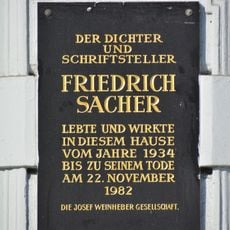 DER DICHTER
UND
SCHRIFTSTELLER
FRIEDRICH
SACHER
LEBTE UND WIRKTE
IN DIESEM HAUSE
VOM JAHRE 1934
BIS ZU SEINEM TODE
AM 22. NOVEMBER
1982
DIE JOSEF WEINHEBER GESELLSCHAFT.